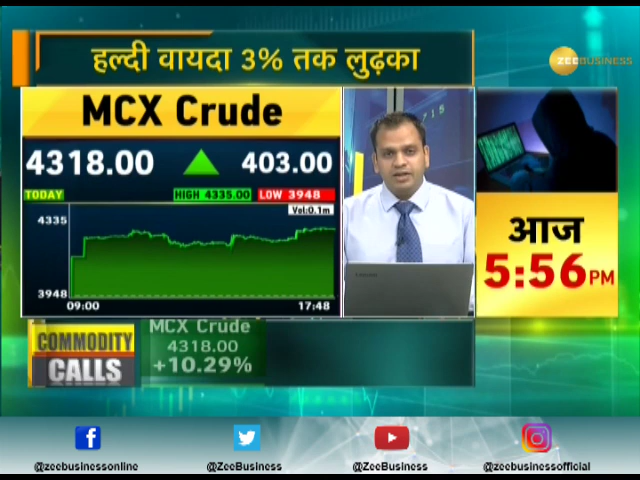 हल्दी वायदा 3% तक लुढ़का
ZEEBUSINESS
MCX Crude
4318.00 403.00
TODAY HIGH 4335.00 LOW 3948
Vol:0.1m
4335
3948
09:00 17:48
आज
5:56 PM
COMMODITY
CALLS
MCX Crude
4318.00
+10.29%
@zeebusinessonline @ZeeBusiness @ZeeBusiness @zeebusinessofficial